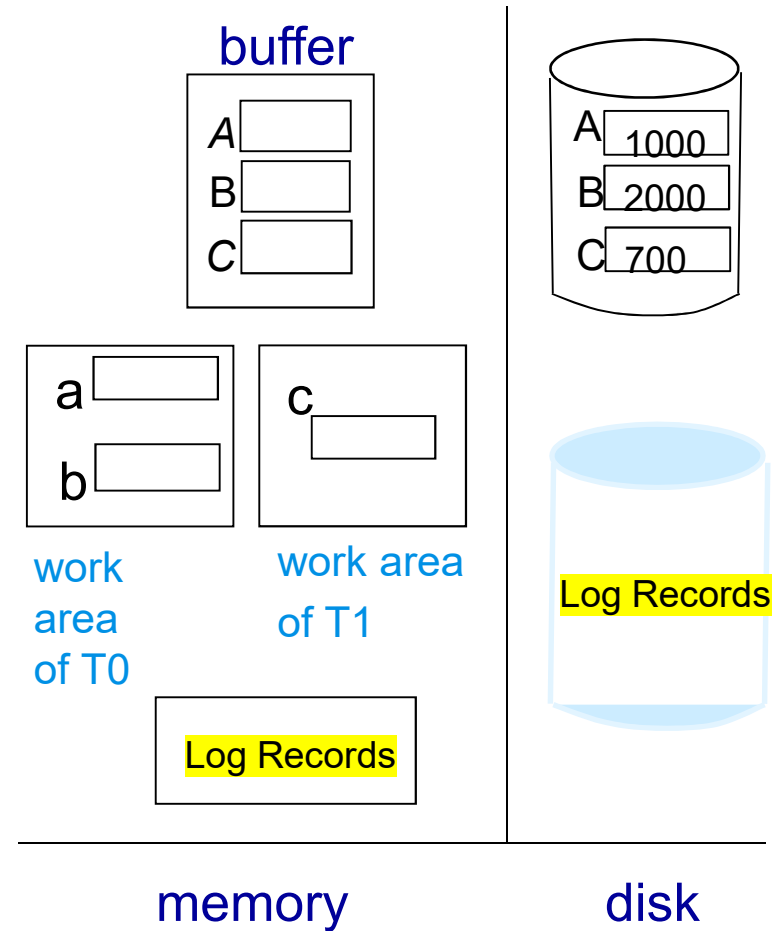 buffer
A
B
C
A 1000
B 2000
C 700
a
b
c
work
area
of T0
work area
of T1
Log Records
Log Records
memory
disk